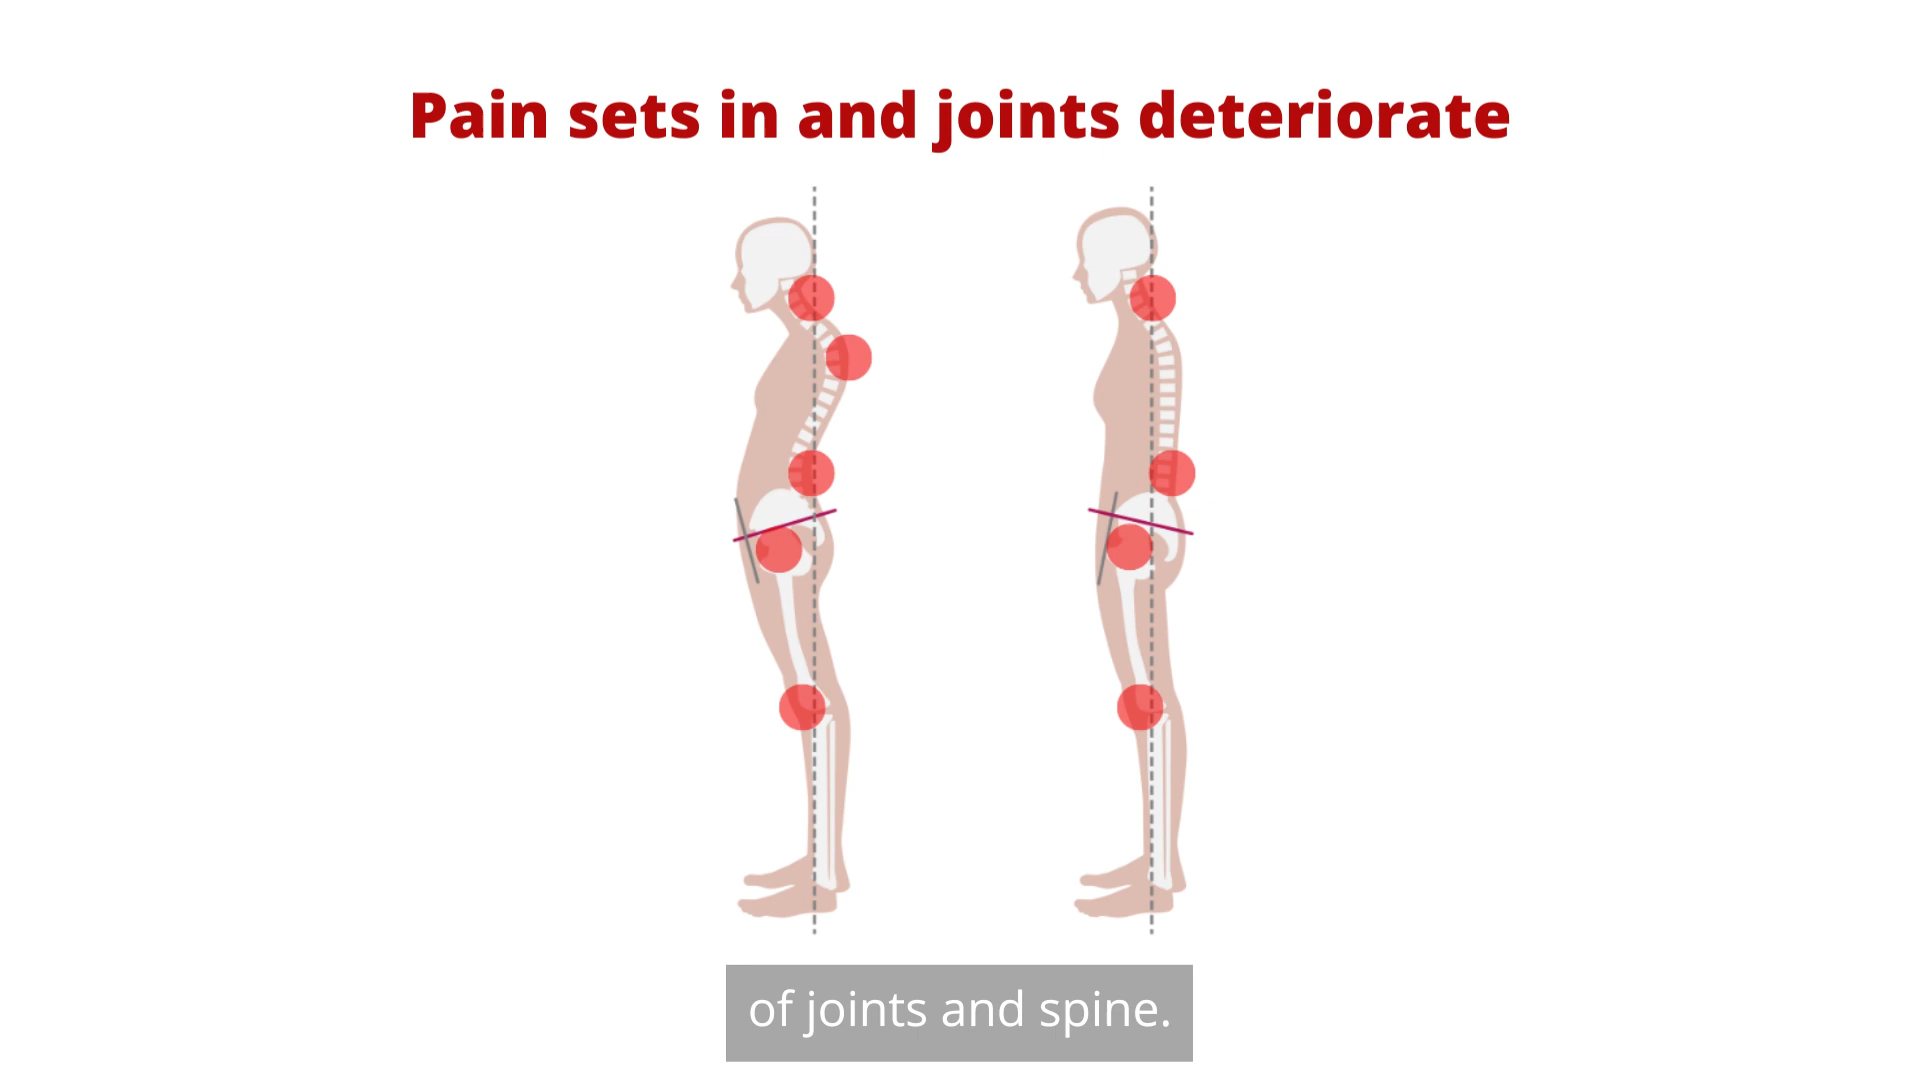 Pain sets in and joints deteriorate
of joints and spine.